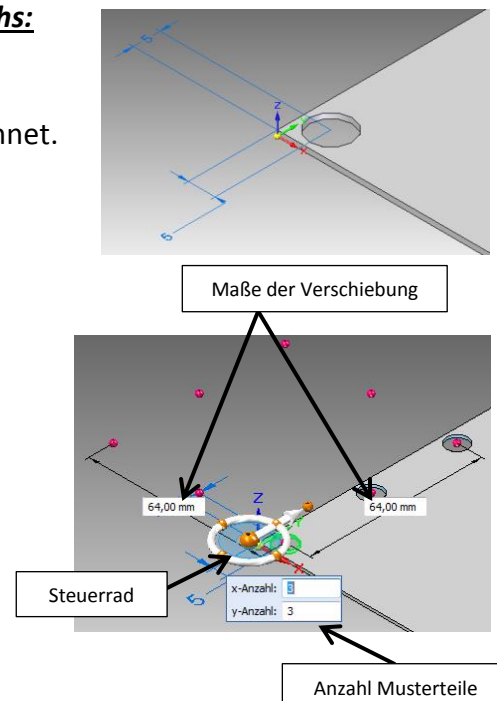 hs:
nnet.
5
Z
Y
X
5
Maße der Verschiebung
64,00 mm
Z
64,00 mm
Y
X
Steuerrad
5
x-Anzahl: 3
y-Anzahl: 3
Anzahl Musterteile